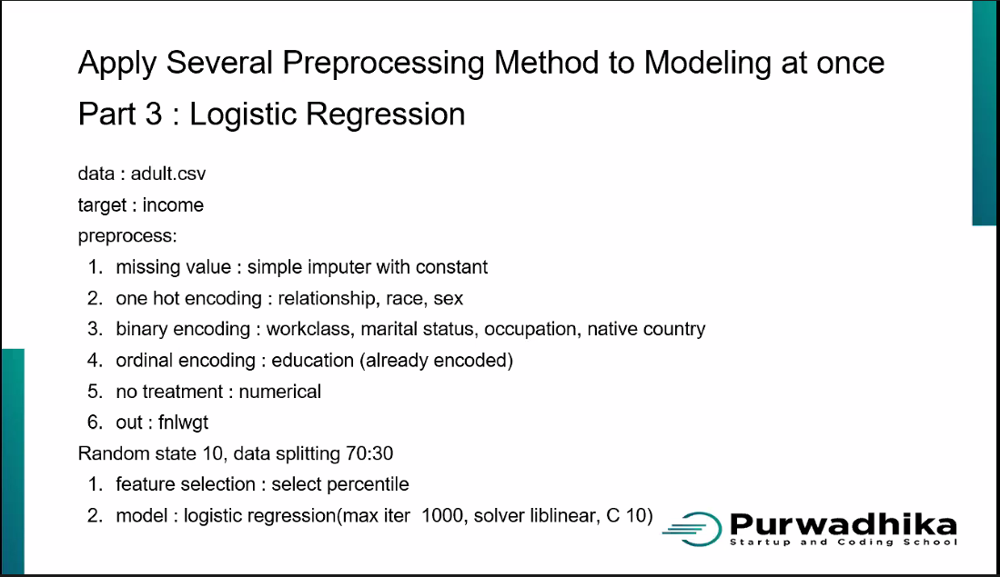 Apply Several Preprocessing Method to Modeling at once
Part 3 : Logistic Regression
data : adult.csv
target : income
preprocess:
1. missing value : simple imputer with constant
2. one hot encoding : relationship, race, sex
3. binary encoding : workclass, marital status, occupation, native country
4. ordinal encoding : education (already encoded)
5. no treatment : numerical
6. out : fnlwgt
Random state 10, data splitting 70:30
1. feature selection : select percentile
2. model : logistic regression(max iter  1000, solver liblinear, C 10)
Purwadhika
Startup and Coding School